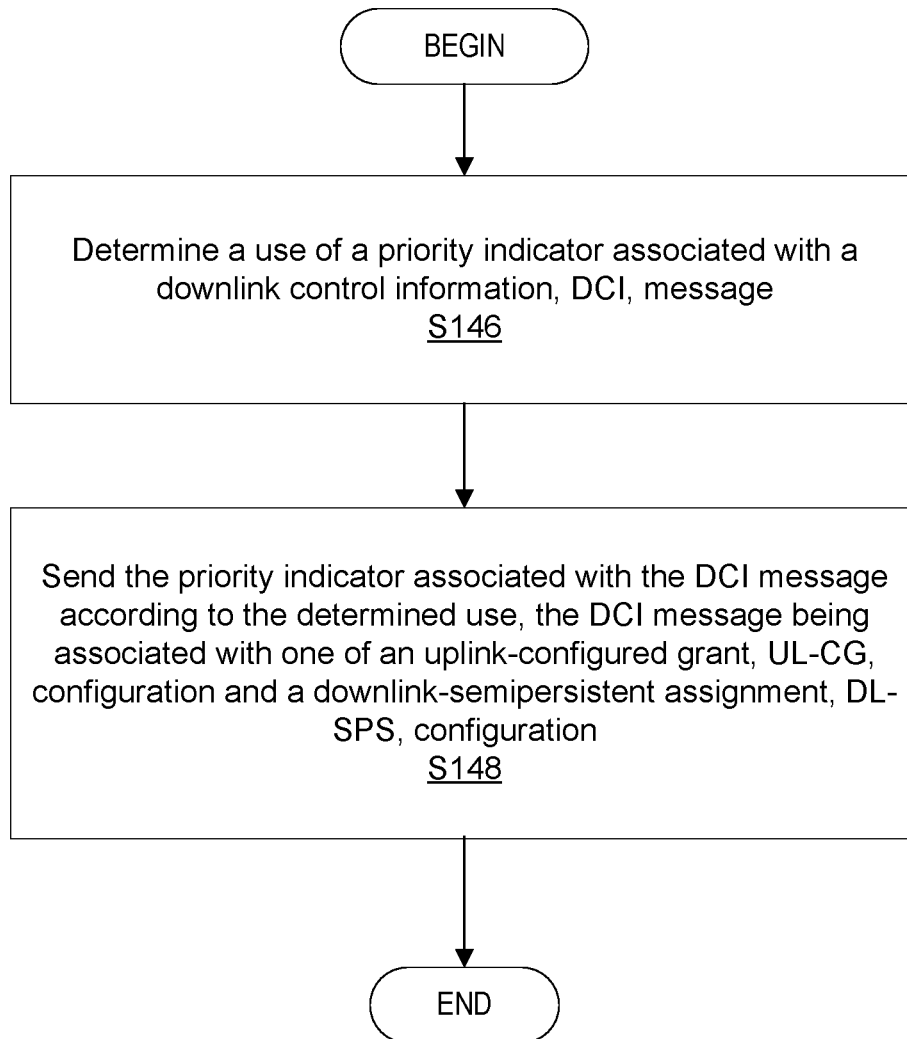 BEGIN
Determine a use of a priority indicator associated with a
downlink control information, DCI, message
S146
Send the priority indicator associated with the DCI message
according to the determined use, the DCI message being
associated with one of an uplink-configured grant, UL-CG,
configuration and a downlink-semipersistent assignment, DL-
SPS, configuration
S148
END